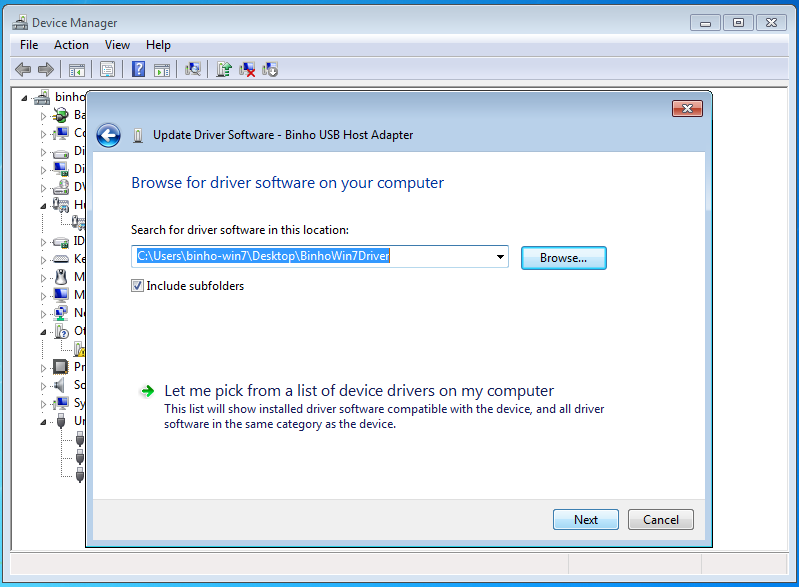 Device Manager
File Action View Help
binho
Ba
Co
Di
Di
DV
Hu
ID
Ke
M
M
Ne
Ot
Pr
So
Sy
Un
Update Driver Software - Binho USB Host Adapter
Browse for driver software on your computer
Search for driver software in this location:
C:\Users\binho-win7\Desktop\BinhoWin7Driver
Browse...
Include subfolders
Let me pick from a list of device drivers on my computer
This list will show installed driver software compatible with the device, and all driver
software in the same category as the device.
Next Cancel